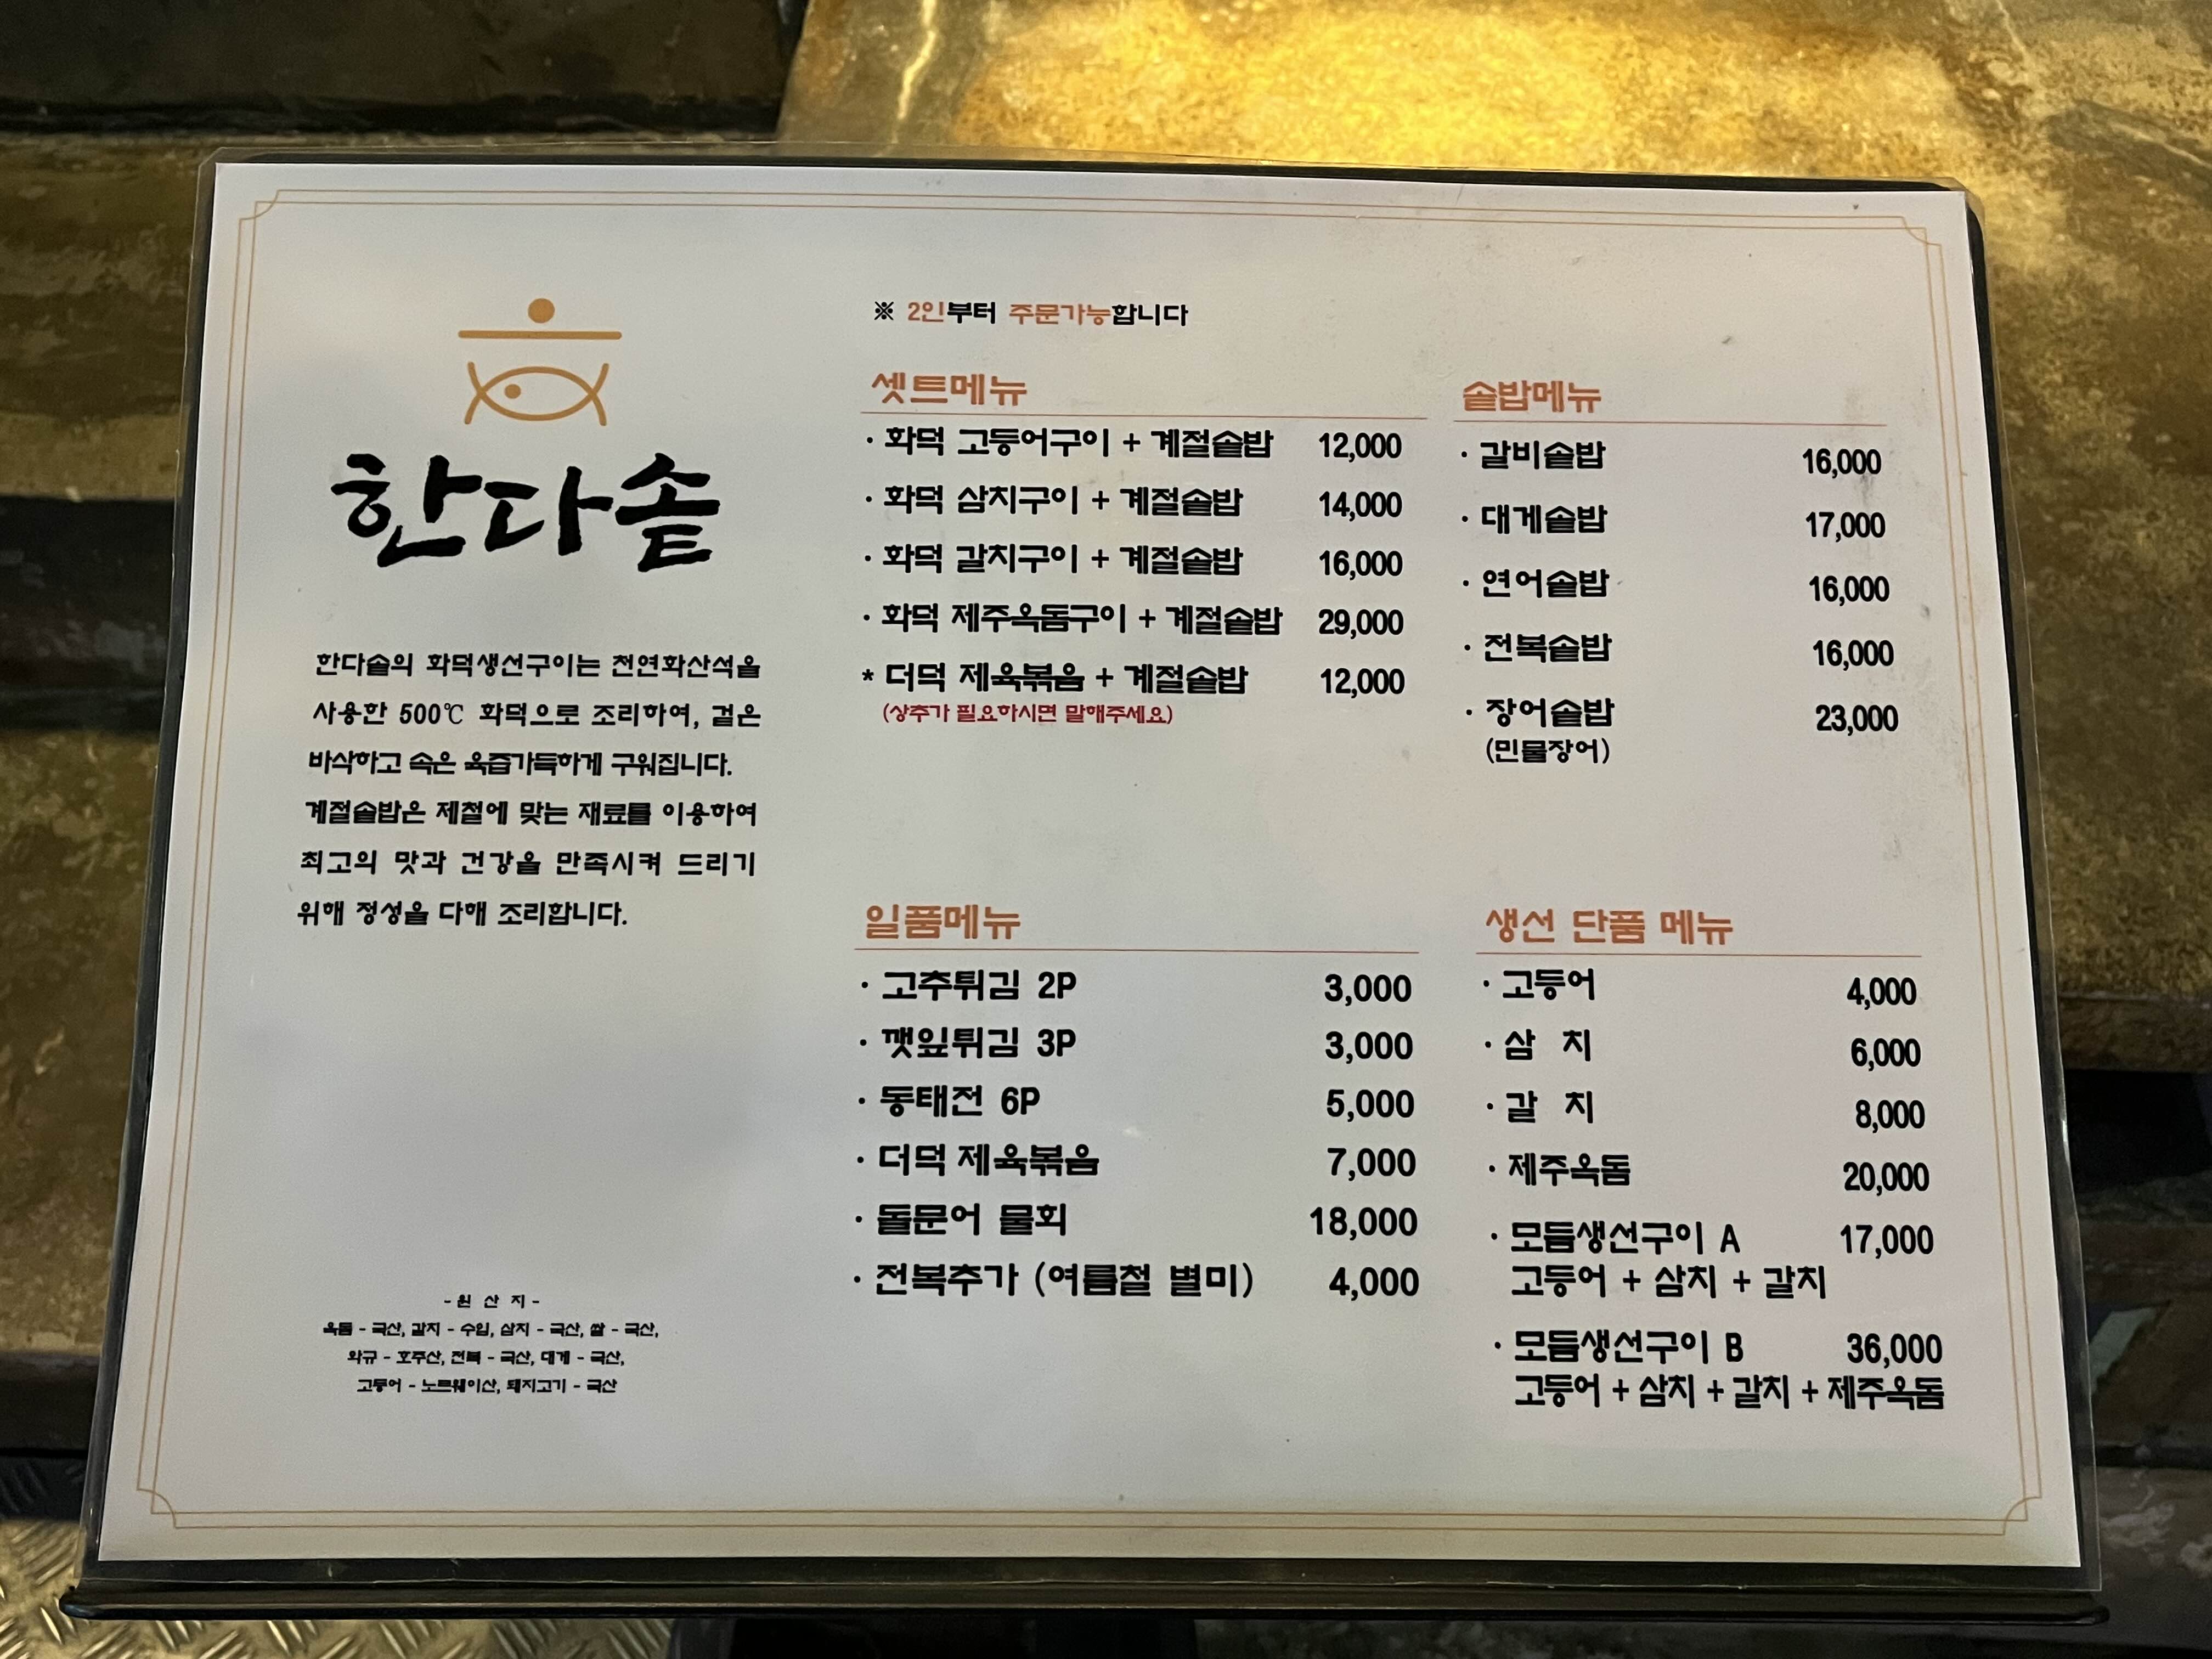 한다솥
한다솥의 화덕생선구이는 천연화산석을
사용한 500℃ 화덕으로 조리하여, 겉은
바삭하고 속은 육즙가득하게 구워집니다.
계절솥밥은 제철에 맞는 재료를 이용하여
최고의 맛과 건강을 만족시켜 드리기
위해 정성을 다해 조리합니다.
-원 산 지-
옥돔 - 국산, 갈치 - 수입, 삼치 - 국산, 쌀 - 국산,
와규 - 호주산, 전복 - 국산, 대게 - 국산,
고등어 - 노르웨이산, 돼지고기 - 국산
※ 2인부터 주문가능합니다
셋트메뉴
· 화덕 고등어구이 + 계절솥밥 12,000
· 화덕 삼치구이 + 계절솥밥 14,000
· 화덕 갈치구이 + 계절솥밥 16,000
· 화덕 제주옥돔구이 + 계절솥밥 29,000
* 더덕 제육볶음 + 계절솥밥 12,000
(상추가 필요하시면 말해주세요)
솥밥메뉴
· 갈비솥밥 16,000
· 대게솥밥 17,000
· 연어솥밥 16,000
· 전복솥밥 16,000
· 장어솥밥 23,000
(민물장어)
일품메뉴
· 고추튀김 2P 3,000
· 깻잎튀김 3P 3,000
· 동태전 6P 5,000
· 더덕 제육볶음 7,000
· 돌문어 물회 18,000
· 전복추가 (여름철 별미) 4,000
생선 단품 메뉴
· 고등어 4,000
· 삼 치 6,000
· 갈 치 8,000
· 제주옥돔 20,000
· 모듬생선구이 A 17,000
고등어 + 삼치 + 갈치
· 모듬생선구이 B 36,000
고등어 + 삼치 + 갈치 + 제주옥돔